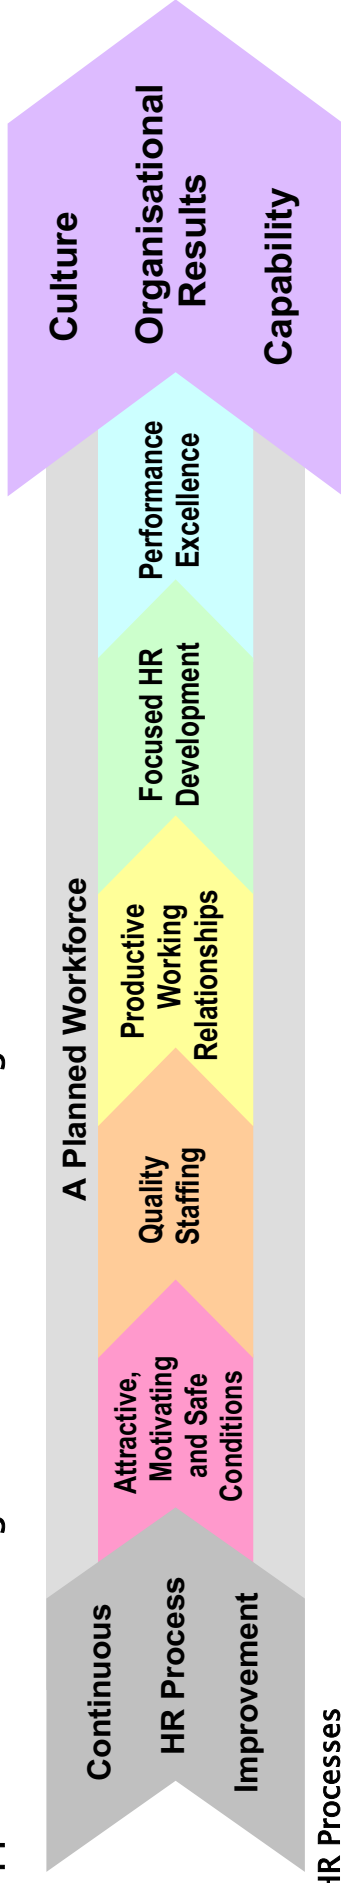 A Planned Workforce
Continuous
HR Process
Improvement
Attractive,
Motivating
and Safe
Conditions
Quality
Staffing
Productive
Working
Relationships
Focused HR
Development
Performance
Excellence
Culture
Organisational
Results
Capability
HR Processes